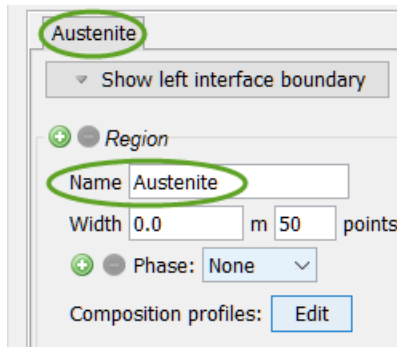 Austenite
Show left interface boundary
Region
Name Austenite
Width 0.0 m 50 points
Phase: None
Composition profiles: Edit